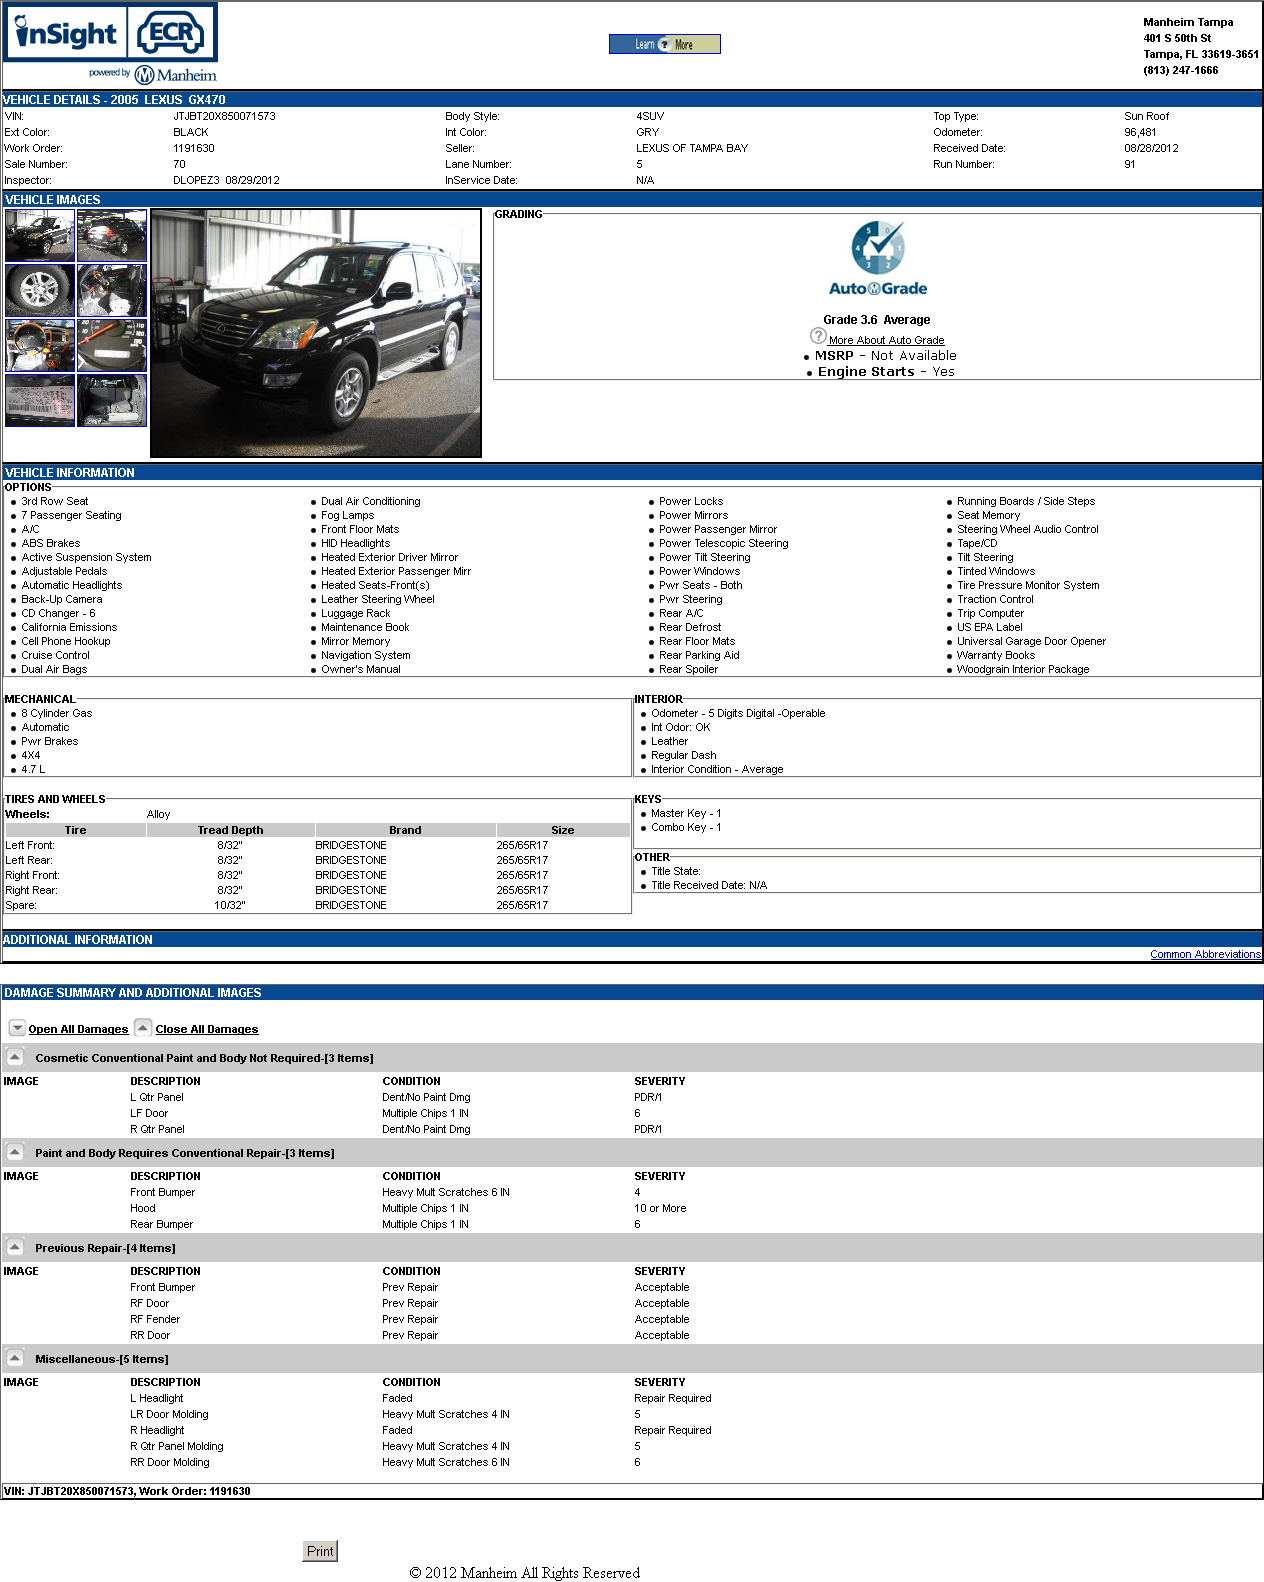 inSight ECR
powered by Manheim
Learn ? More
Manheim Tampa
401 S 50th St
Tampa, FL 33619-3651
(813) 247-1666
VEHICLE DETAILS - 2005 LEXUS GX470
VIN: JTJBT20X850071573 Body Style: 4SUV Top Type: Sun Roof
Ext Color: BLACK Int Color: GRY Odometer: 96,481
Work Order: 1191630 Seller: LEXUS OF TAMPA BAY Received Date: 08/28/2012
Sale Number: 70 Lane Number: 5 Run Number: 91
Inspector: DLOPEZ3 08/29/2012 InService Date: N/A
VEHICLE IMAGES
GRADING
5 4 3 2 1
AutoGrade
Grade 3.6 Average
? More About Auto Grade
• MSRP - Not Available
• Engine Starts - Yes
VEHICLE INFORMATION
OPTIONS
• 3rd Row Seat • Dual Air Conditioning • Power Locks • Running Boards / Side Steps
• 7 Passenger Seating • Fog Lamps • Power Mirrors • Seat Memory
• A/C • Front Floor Mats • Power Passenger Mirror • Steering Wheel Audio Control
• ABS Brakes • HID Headlights • Power Telescopic Steering • Tape/CD
• Active Suspension System • Heated Exterior Driver Mirror • Power Tilt Steering • Tilt Steering
• Adjustable Pedals • Heated Exterior Passenger Mirr • Power Windows • Tinted Windows
• Automatic Headlights • Heated Seats-Front(s) • Pwr Seats - Both • Tire Pressure Monitor System
• Back-Up Camera • Leather Steering Wheel • Pwr Steering • Traction Control
• CD Changer - 6 • Luggage Rack • Rear A/C • Trip Computer
• California Emissions • Maintenance Book • Rear Defrost • US EPA Label
• Cell Phone Hookup • Mirror Memory • Rear Floor Mats • Universal Garage Door Opener
• Cruise Control • Navigation System • Rear Parking Aid • Warranty Books
• Dual Air Bags • Owner's Manual • Rear Spoiler • Woodgrain Interior Package
MECHANICAL
• 8 Cylinder Gas
• Automatic
• Pwr Brakes
• 4X4
• 4.7 L
INTERIOR
• Odometer - 5 Digits Digital -Operable
• Int Odor: OK
• Leather
• Regular Dash
• Interior Condition - Average
TIRES AND WHEELS
Wheels: Alloy
Tire Tread Depth Brand Size
Left Front: 8/32" BRIDGESTONE 265/65R17
Left Rear: 8/32" BRIDGESTONE 265/65R17
Right Front: 8/32" BRIDGESTONE 265/65R17
Right Rear: 8/32" BRIDGESTONE 265/65R17
Spare: 10/32" BRIDGESTONE 265/65R17
KEYS
• Master Key - 1
• Combo Key - 1
OTHER
• Title State:
• Title Received Date: N/A
ADDITIONAL INFORMATION
Common Abbreviations
DAMAGE SUMMARY AND ADDITIONAL IMAGES
Open All Damages Close All Damages
Cosmetic Conventional Paint and Body Not Required-[3 Items]
IMAGE DESCRIPTION CONDITION SEVERITY
L Qtr Panel Dent/No Paint Dmg PDR/1
LF Door Multiple Chips 1 IN 6
R Qtr Panel Dent/No Paint Dmg PDR/1
Paint and Body Requires Conventional Repair-[3 Items]
IMAGE DESCRIPTION CONDITION SEVERITY
Front Bumper Heavy Mult Scratches 6 IN 4
Hood Multiple Chips 1 IN 10 or More
Rear Bumper Multiple Chips 1 IN 6
Previous Repair-[4 Items]
IMAGE DESCRIPTION CONDITION SEVERITY
Front Bumper Prev Repair Acceptable
RF Door Prev Repair Acceptable
RF Fender Prev Repair Acceptable
RR Door Prev Repair Acceptable
Miscellaneous-[5 Items]
IMAGE DESCRIPTION CONDITION SEVERITY
L Headlight Faded Repair Required
LR Door Molding Heavy Mult Scratches 4 IN 5
R Headlight Faded Repair Required
R Qtr Panel Molding Heavy Mult Scratches 4 IN 5
RR Door Molding Heavy Mult Scratches 6 IN 6
VIN: JTJBT20X850071573, Work Order: 1191630
Print
© 2012 Manheim All Rights Reserved